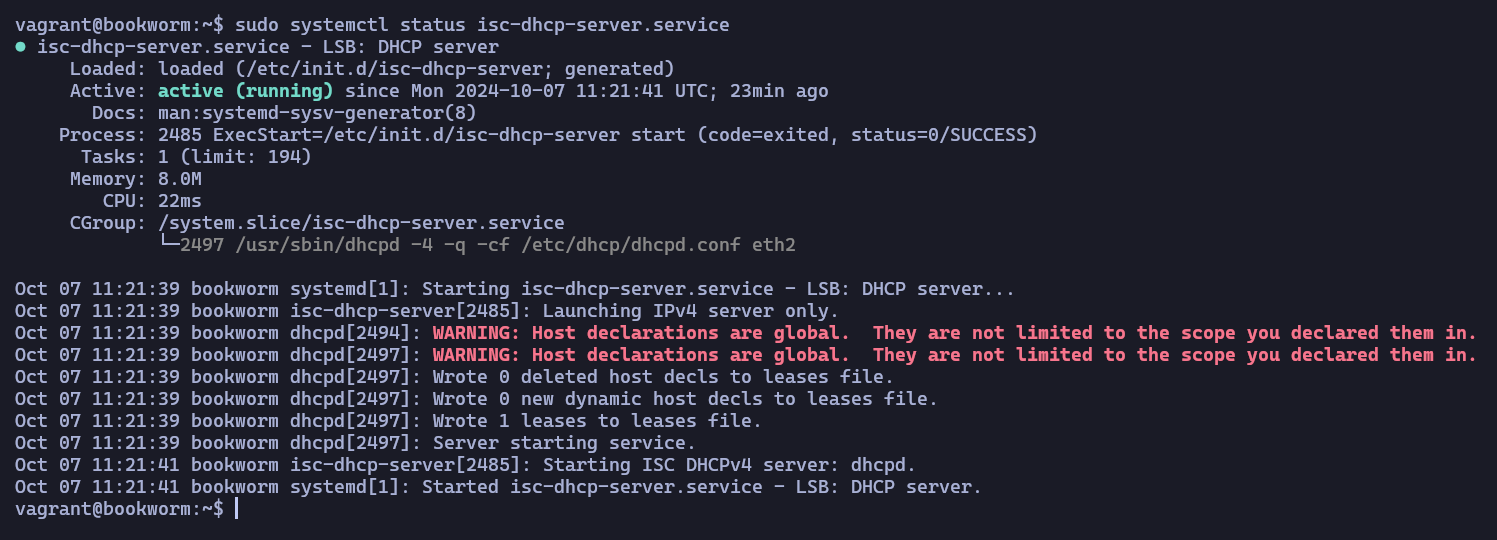 vagrant@bookworm:~$ sudo systemctl status isc-dhcp-server.service
● isc-dhcp-server.service - LSB: DHCP server
     Loaded: loaded (/etc/init.d/isc-dhcp-server; generated)
     Active: active (running) since Mon 2024-10-07 11:21:41 UTC; 23min ago
       Docs: man:systemd-sysv-generator(8)
    Process: 2485 ExecStart=/etc/init.d/isc-dhcp-server start (code=exited, status=0/SUCCESS)
      Tasks: 1 (limit: 194)
     Memory: 8.0M
        CPU: 22ms
     CGroup: /system.slice/isc-dhcp-server.service
             └─2497 /usr/sbin/dhcpd -4 -q -cf /etc/dhcp/dhcpd.conf eth2

Oct 07 11:21:39 bookworm systemd[1]: Starting isc-dhcp-server.service - LSB: DHCP server...
Oct 07 11:21:39 bookworm isc-dhcp-server[2485]: Launching IPv4 server only.
Oct 07 11:21:39 bookworm dhcpd[2494]: WARNING: Host declarations are global.  They are not limited to the scope you declared them in.
Oct 07 11:21:39 bookworm dhcpd[2497]: WARNING: Host declarations are global.  They are not limited to the scope you declared them in.
Oct 07 11:21:39 bookworm dhcpd[2497]: Wrote 0 deleted host decls to leases file.
Oct 07 11:21:39 bookworm dhcpd[2497]: Wrote 0 new dynamic host decls to leases file.
Oct 07 11:21:39 bookworm dhcpd[2497]: Wrote 1 leases to leases file.
Oct 07 11:21:39 bookworm dhcpd[2497]: Server starting service.
Oct 07 11:21:41 bookworm isc-dhcp-server[2485]: Starting ISC DHCPv4 server: dhcpd.
Oct 07 11:21:41 bookworm systemd[1]: Started isc-dhcp-server.service - LSB: DHCP server.
vagrant@bookworm:~$